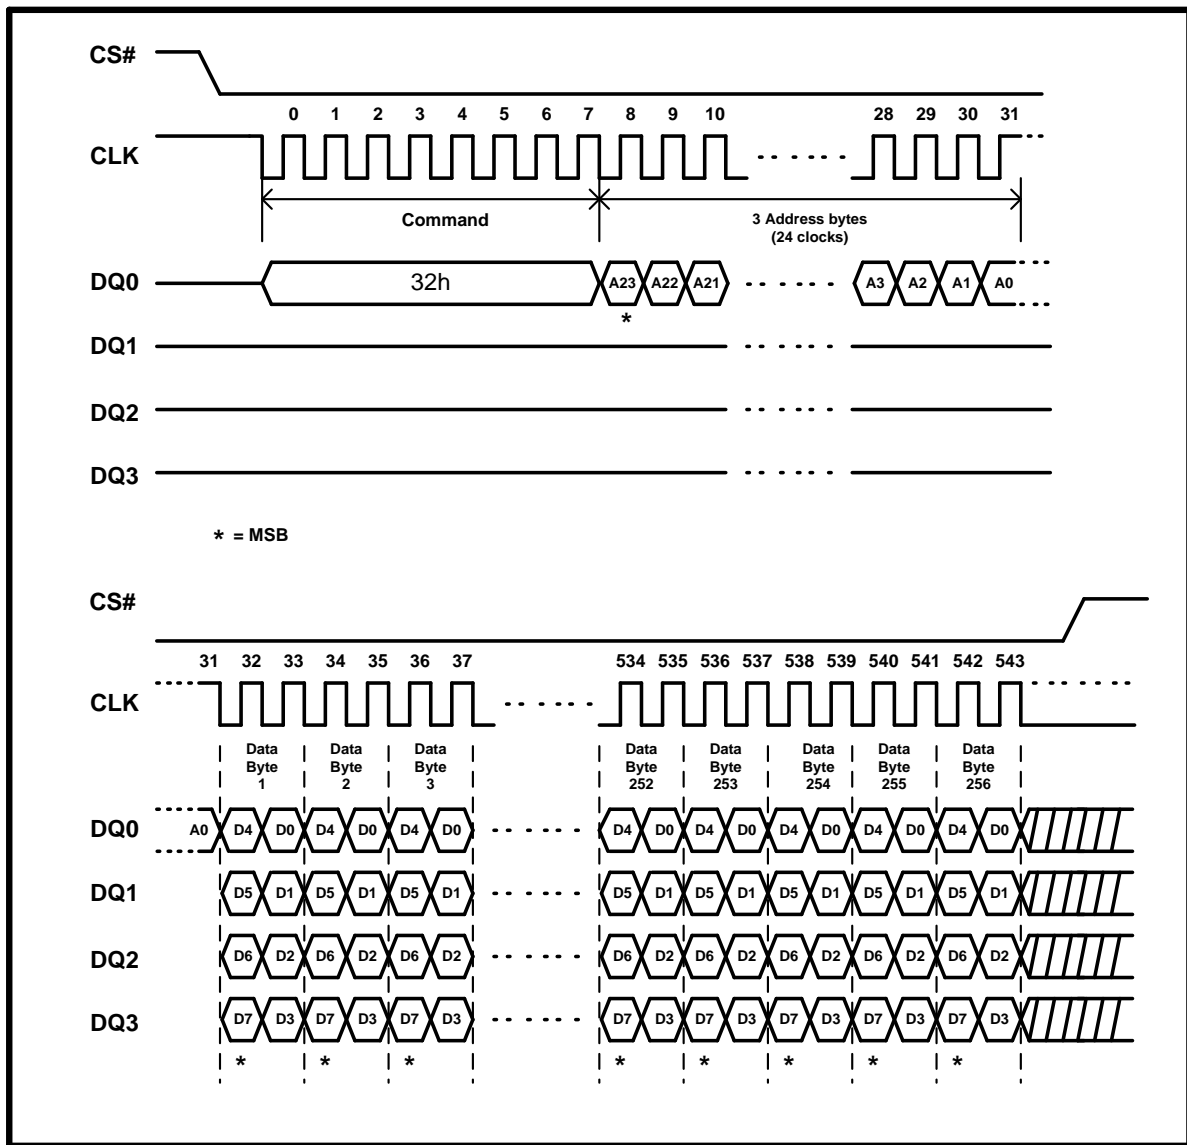 CS#
0 1 2 3 4 5 6 7 8 9 10 28 29 30 31
CLK
Command
3 Address bytes
(24 clocks)
DQ0 32h A23 A22 A21 A3 A2 A1 A0
*
DQ1
DQ2
DQ3
* = MSB
CS#
31 32 33 34 35 36 37 534 535 536 537 538 539 540 541 542 543
CLK
Data Byte 1
Data Byte 2
Data Byte 3
Data Byte 252
Data Byte 253
Data Byte 254
Data Byte 255
Data Byte 256
DQ0 A0 D4 D0 D4 D0 D4 D0 D4 D0 D4 D0 D4 D0 D4 D0 D4 D0
DQ1 D5 D1 D5 D1 D5 D1 D5 D1 D5 D1 D5 D1 D5 D1 D5 D1
DQ2 D6 D2 D6 D2 D6 D2 D6 D2 D6 D2 D6 D2 D6 D2 D6 D2
DQ3 D7 D3 D7 D3 D7 D3 D7 D3 D7 D3 D7 D3 D7 D3 D7 D3
* * * * * * * *